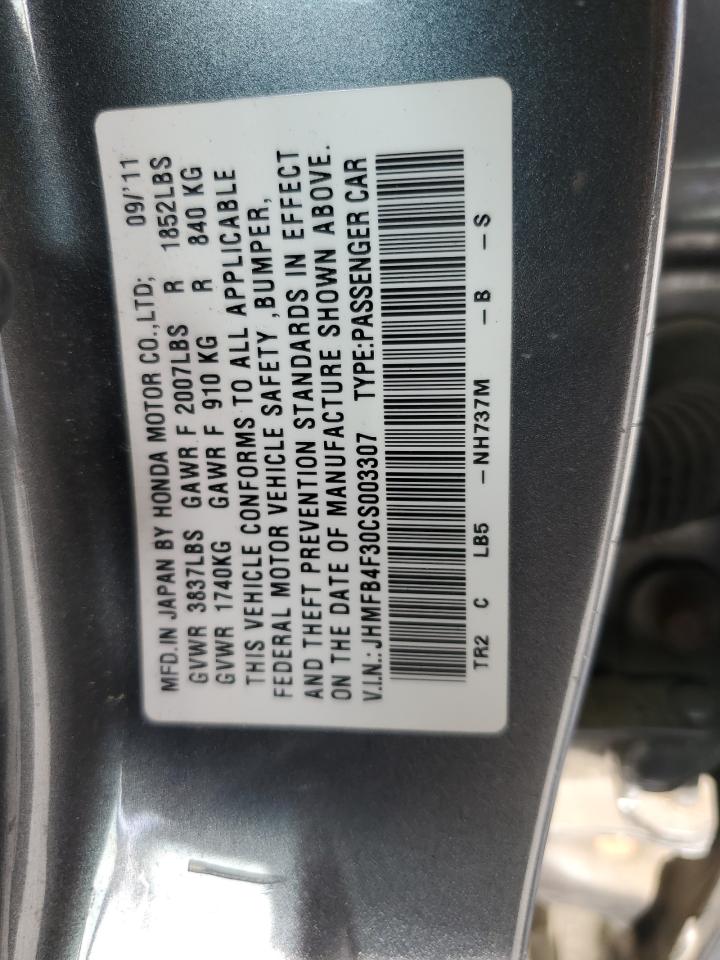 MFD.IN JAPAN BY HONDA MOTOR CO.,LTD; 09/'11
GVWR 3837LBS GAWR F 2007LBS R 1852LBS
GVWR 1740KG GAWR F 910 KG R 840 KG
THIS VEHICLE CONFORMS TO ALL APPLICABLE
FEDERAL MOTOR VEHICLE SAFETY ,BUMPER,
AND THEFT PREVENTION STANDARDS IN EFFECT
ON THE DATE OF MANUFACTURE SHOWN ABOVE.
V.I.N.: JHMFB4F30CS003307 TYPE:PASSENGER CAR
TR2 C LB5 -NH737M -B -S